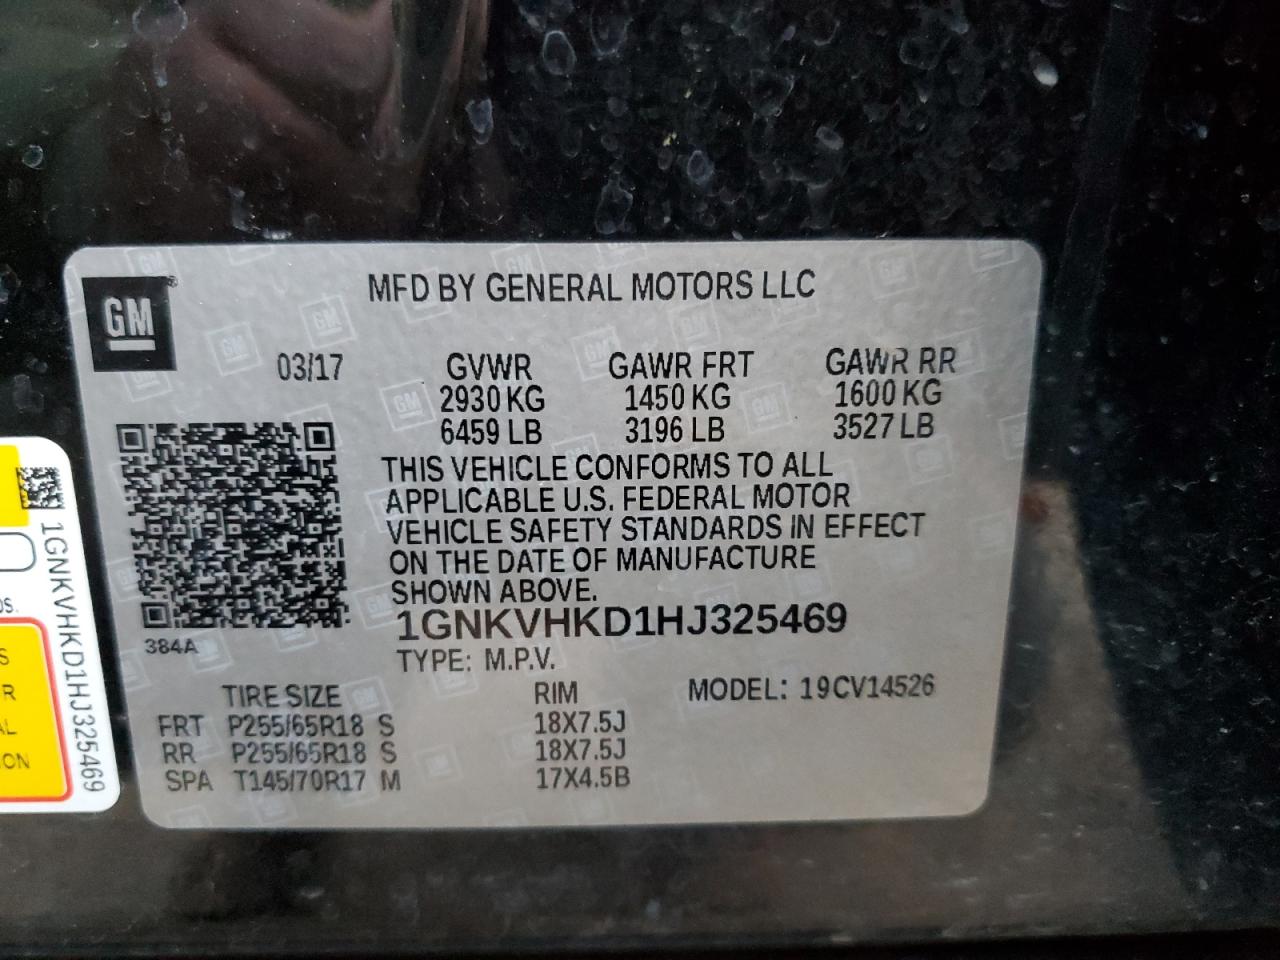 GM
MFD BY GENERAL MOTORS LLC
03/17 GVWR GAWR FRT GAWR RR
2930 KG 1450 KG 1600 KG
6459 LB 3196 LB 3527 LB
THIS VEHICLE CONFORMS TO ALL
APPLICABLE U.S. FEDERAL MOTOR
VEHICLE SAFETY STANDARDS IN EFFECT
ON THE DATE OF MANUFACTURE
SHOWN ABOVE.
1GNKVHKD1HJ325469
384A
TYPE: M.P.V.
TIRE SIZE RIM MODEL: 19CV14526
FRT P255/65R18 S 18X7.5J
RR P255/65R18 S 18X7.5J
SPA T145/70R17 M 17X4.5B
1GNKVHKD1HJ325469